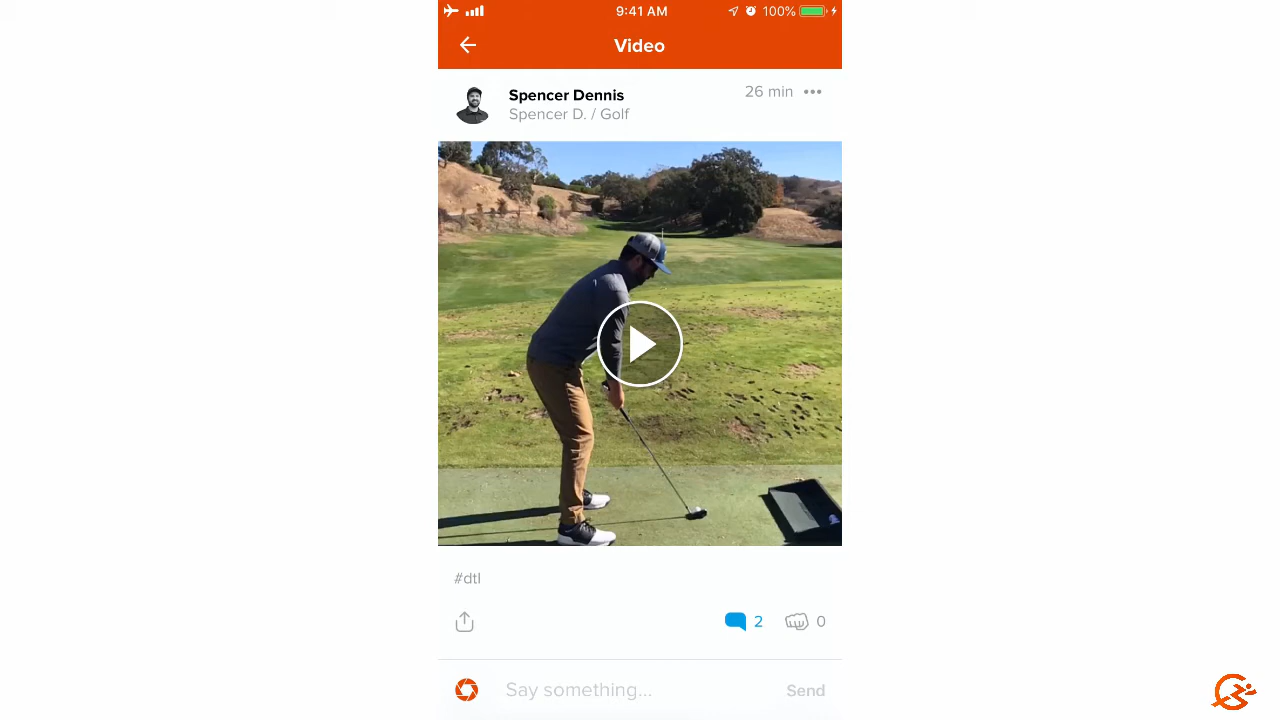 9:41 AM
100%
Video
Spencer Dennis
26 min
Spencer D. / Golf
#dtl
2
0
Say something...
Send